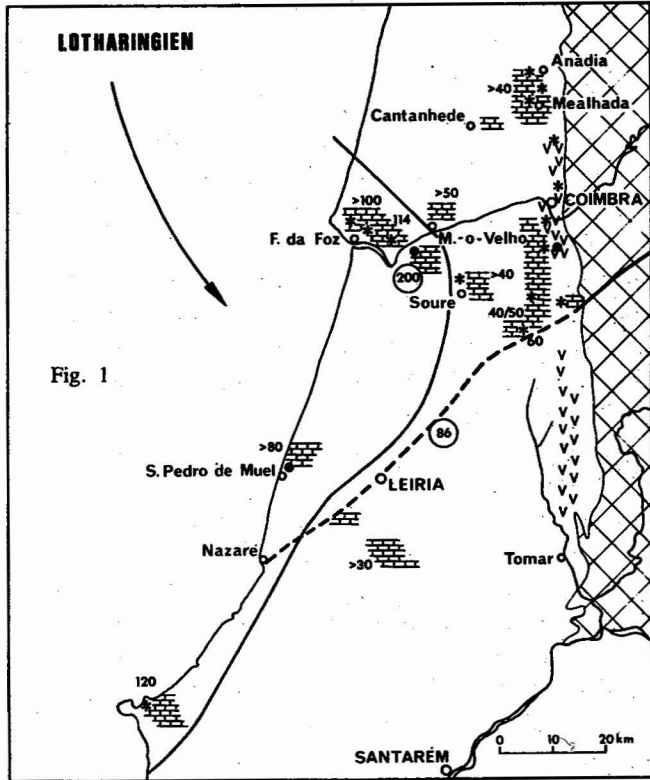 LOTHARINGIEN
Anadia
>40
Mealhada
Cantanhede
>100
>50
114
COIMBRA
F. da Foz
M.-o-Velho
200
>40
Soure
40/50
60
Fig. 1
86
>80
S. Pedro de Muel
LEIRIA
Nazaré
>30
Tomar
120
0 10 20 km
SANTARÉM